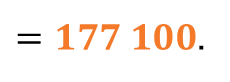 = 177 100.